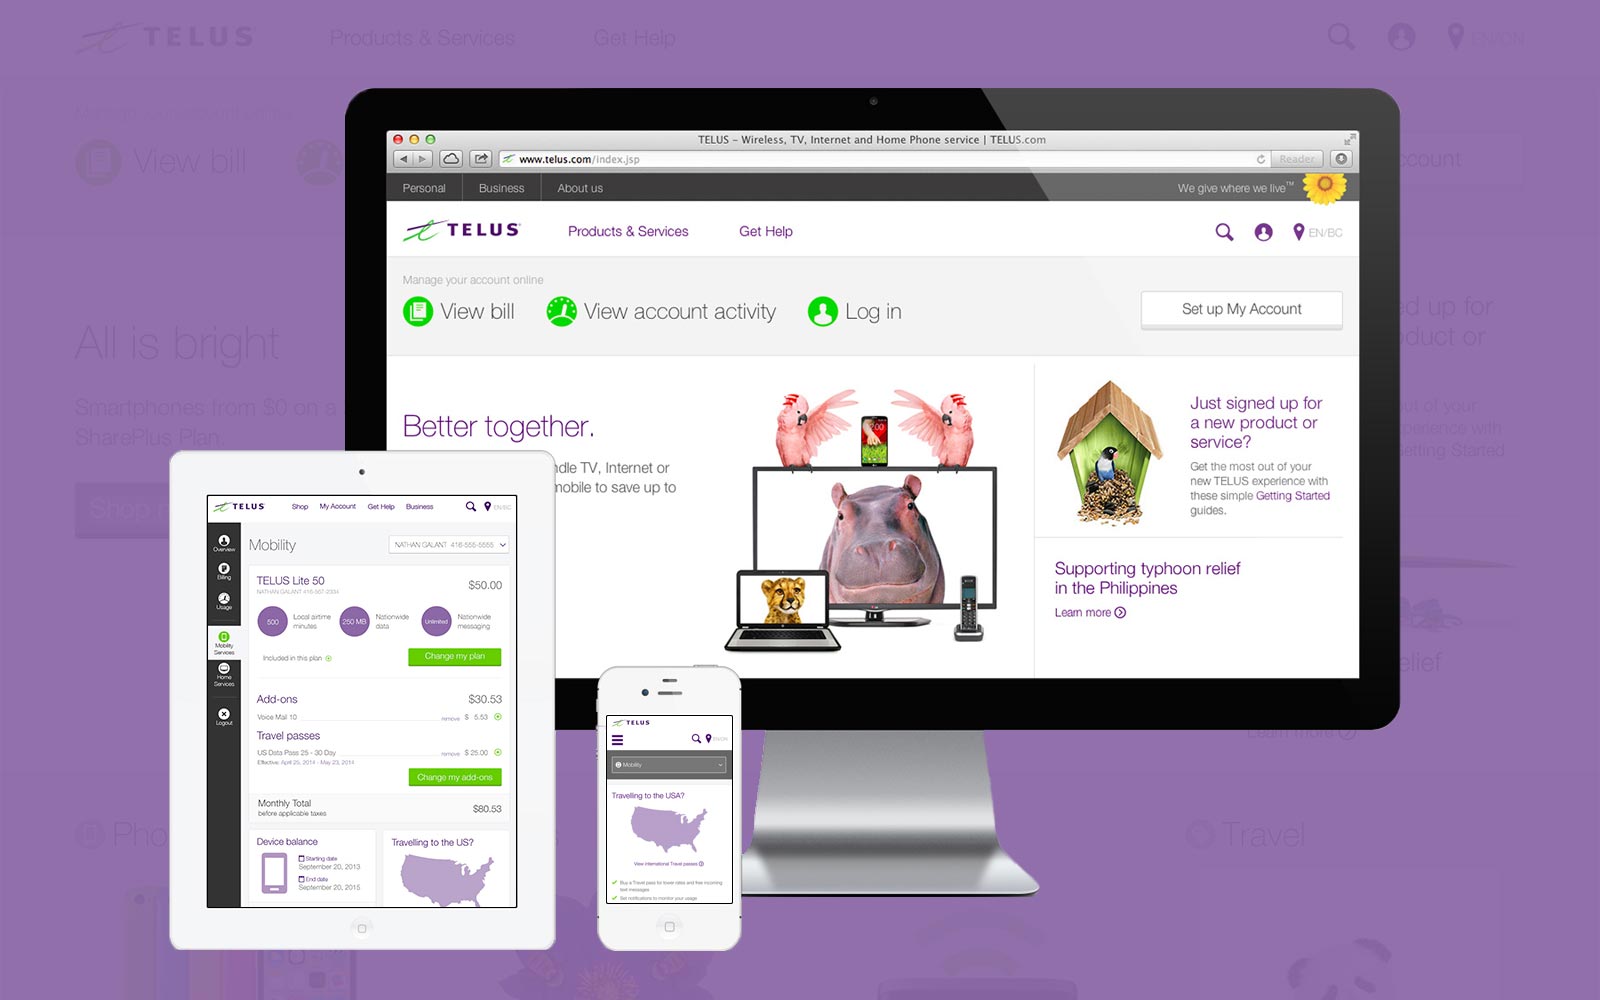 TELUS
Products & Services
Get Help
EN/ON
View bill
All is bright
Smartphones from $0 on a
SharePlus Plan.
Travel
TELUS – Wireless, TV, Internet and Home Phone service | TELUS.com
www.telus.com/index.jsp
Reader
Personal
Business
About us
We give where we live™
TELUS®
Products & Services
Get Help
EN/BC
Manage your account online
View bill
View account activity
Log in
Set up My Account
Better together.
ndle TV, Internet or
mobile to save up to
Just signed up for
a new product or
service?
Get the most out of your
new TELUS experience with
these simple Getting Started
guides.
Supporting typhoon relief
in the Philippines
Learn more
TELUS
Shop
My Account
Get Help
Business
EN/BC
Overview
Billing
Usage
Mobility
Services
Home
Services
Logout
Mobility
NATHAN GALANT 416-555-5555
TELUS Lite 50
$50.00
NATHAN GALANT 416-567-2334
500
Local airtime
minutes
250 MB
Nationwide
data
Unlimited
Nationwide
messaging
Included in this plan
Change my plan
Add-ons
$30.53
Voice Mail 10
remove $ 5.53
Travel passes
US Data Pass 25 - 30 Day
remove $ 25.00
Effective: April 25, 2014 - May 23, 2014
Change my add-ons
Monthly Total
before applicable taxes
$80.53
Device balance
Starting date
September 20, 2013
End date
September 20, 2015
Travelling to the US?
TELUS
EN/ON
Mobility
Travelling to the USA?
View International Travel passes
Buy a Travel pass for lower rates and free incoming
text messages
Set notifications to monitor your usage